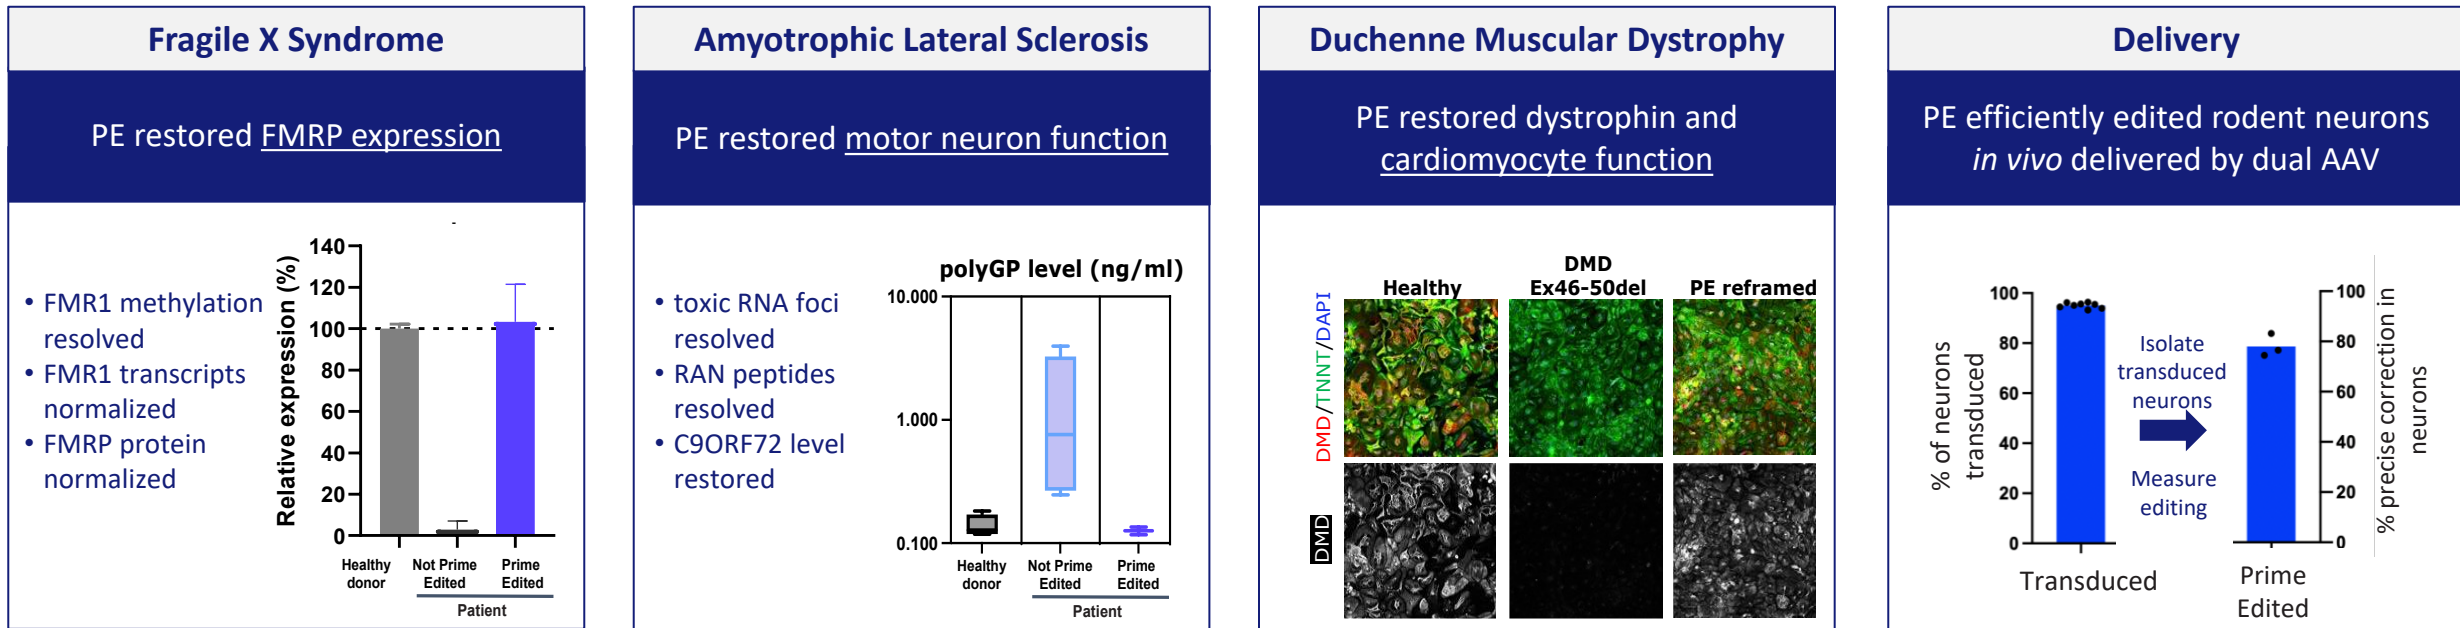 Fragile X Syndrome
PE restored FMRP expression
• FMR1 methylation
resolved
• FMR1 transcripts
normalized
• FMRP protein
normalized
Relative expression (%)
140
120
100
80
60
40
20
0
Healthy
donor
Not Prime
Edited
Prime
Edited
Patient
Amyotrophic Lateral Sclerosis
PE restored motor neuron function
• toxic RNA foci
resolved
• RAN peptides
resolved
• C9ORF72 level
restored
polyGP level (ng/ml)
10.000
1.000
0.100
Healthy
donor
Not Prime
Edited
Prime
Edited
Patient
Duchenne Muscular Dystrophy
PE restored dystrophin and
cardiomyocyte function
Healthy
DMD
Ex46-50del
PE reframed
DMD/TNNT/DAPI
DMD
Delivery
PE efficiently edited rodent neurons
in vivo delivered by dual AAV
% of neurons
transduced
100
80
60
40
20
0
Transduced
Isolate
transduced
neurons
Measure
editing
100
80
60
40
20
0
% precise correction in
neurons
Prime
Edited